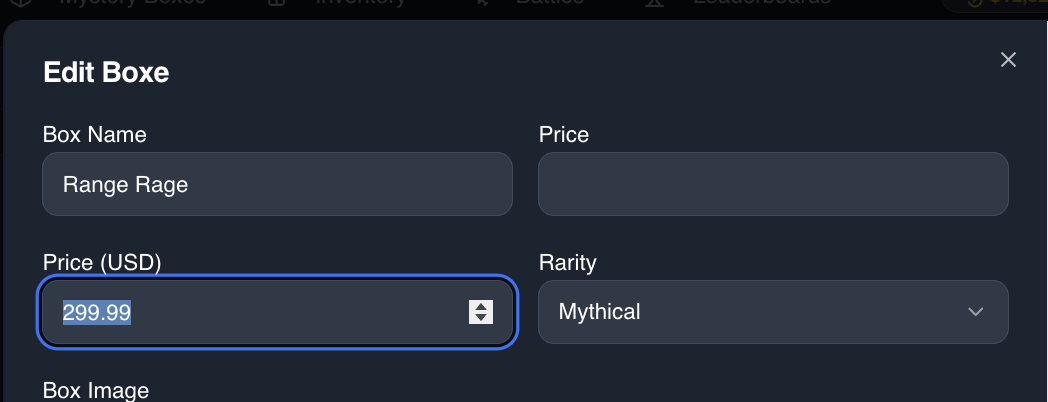 Mystery Boxes Inventory Battles Leaderboards
Edit Boxe
Box Name
Price
Range Rage
Price (USD)
Rarity
299.99
Mythical
Box Image